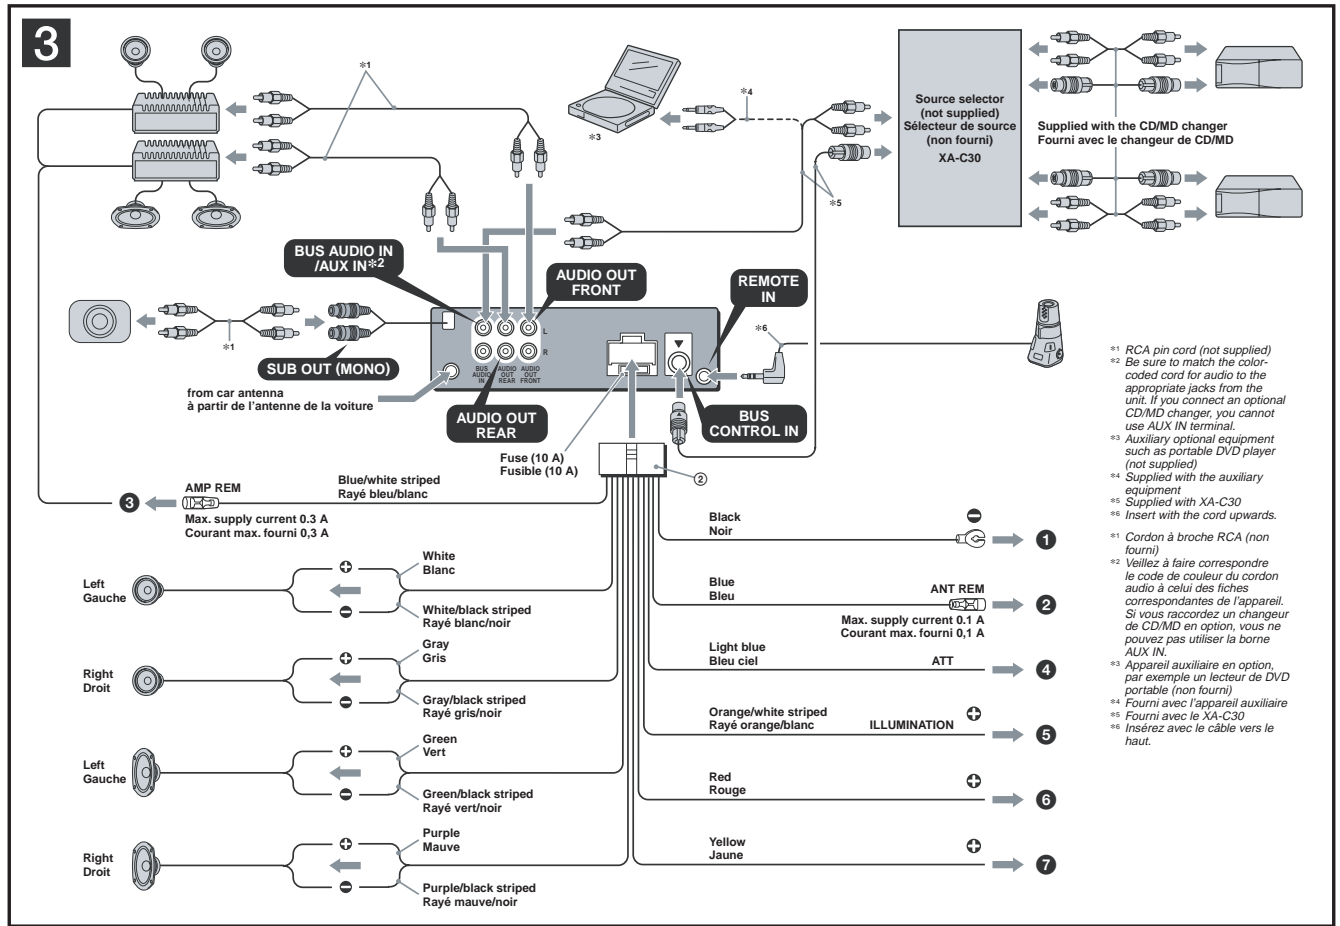 3
*1
*4
*3
*5
Source selector
(not supplied)
Sélecteur de source
(non fourni)
XA-C30
Supplied with the CD/MD changer
Fourni avec le changeur de CD/MD
BUS AUDIO IN
/AUX IN*2
AUDIO OUT
FRONT
REMOTE
IN
*6
*1
SUB OUT (MONO)
L
R
BUS
AUDIO
IN
AUDIO
OUT
REAR
AUDIO
OUT
FRONT
from car antenna
à partir de l'antenne de la voiture
AUDIO OUT
REAR
BUS
CONTROL IN
Fuse (10 A)
Fusible (10 A)
②
AMP REM
Blue/white striped
Rayé bleu/blanc
❸
Max. supply current 0.3 A
Courant max. fourni 0,3 A
White
Blanc
Left
Gauche
White/black striped
Rayé blanc/noir
Gray
Gris
Right
Droit
Gray/black striped
Rayé gris/noir
Green
Vert
Left
Gauche
Green/black striped
Rayé vert/noir
Purple
Mauve
Right
Droit
Purple/black striped
Rayé mauve/noir
Black
Noir
❶
Blue
Bleu
ANT REM
❷
Max. supply current 0.1 A
Courant max. fourni 0,1 A
Light blue
Bleu ciel
ATT
❹
Orange/white striped
Rayé orange/blanc
ILLUMINATION
❺
Red
Rouge
❻
Yellow
Jaune
❼
*1 RCA pin cord (not supplied)
*2 Be sure to match the color-
coded cord for audio to the
appropriate jacks from the
unit. If you connect an optional
CD/MD changer, you cannot
use AUX IN terminal.
*3 Auxiliary optional equipment
such as portable DVD player
(not supplied)
*4 Supplied with the auxiliary
equipment
*5 Supplied with XA-C30
*6 Insert with the cord upwards.
*1 Cordon à broche RCA (non
fourni)
*2 Veillez à faire correspondre
le code de couleur du cordon
audio à celui des fiches
correspondantes de l'appareil.
Si vous raccordez un changeur
de CD/MD en option, vous ne
pouvez pas utiliser la borne
AUX IN.
*3 Appareil auxiliaire en option,
par exemple un lecteur de DVD
portable (non fourni)
*4 Fourni avec l'appareil auxiliaire
*5 Fourni avec le XA-C30
*6 Insérez avec le câble vers le
haut.